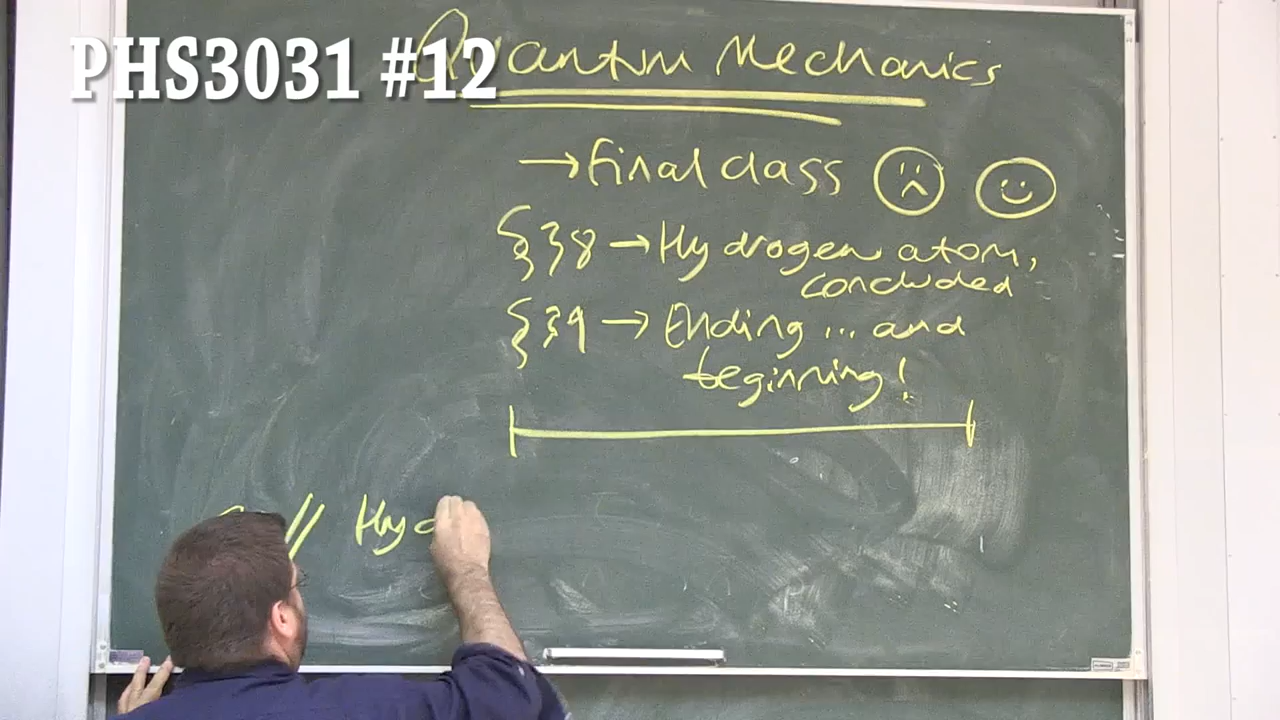 PHS3031 #12
Quantum Mechanics
→ Final class
§38 → Hydrogen atom,
concluded
§39 → Ending ... and
beginning!
// Hyd